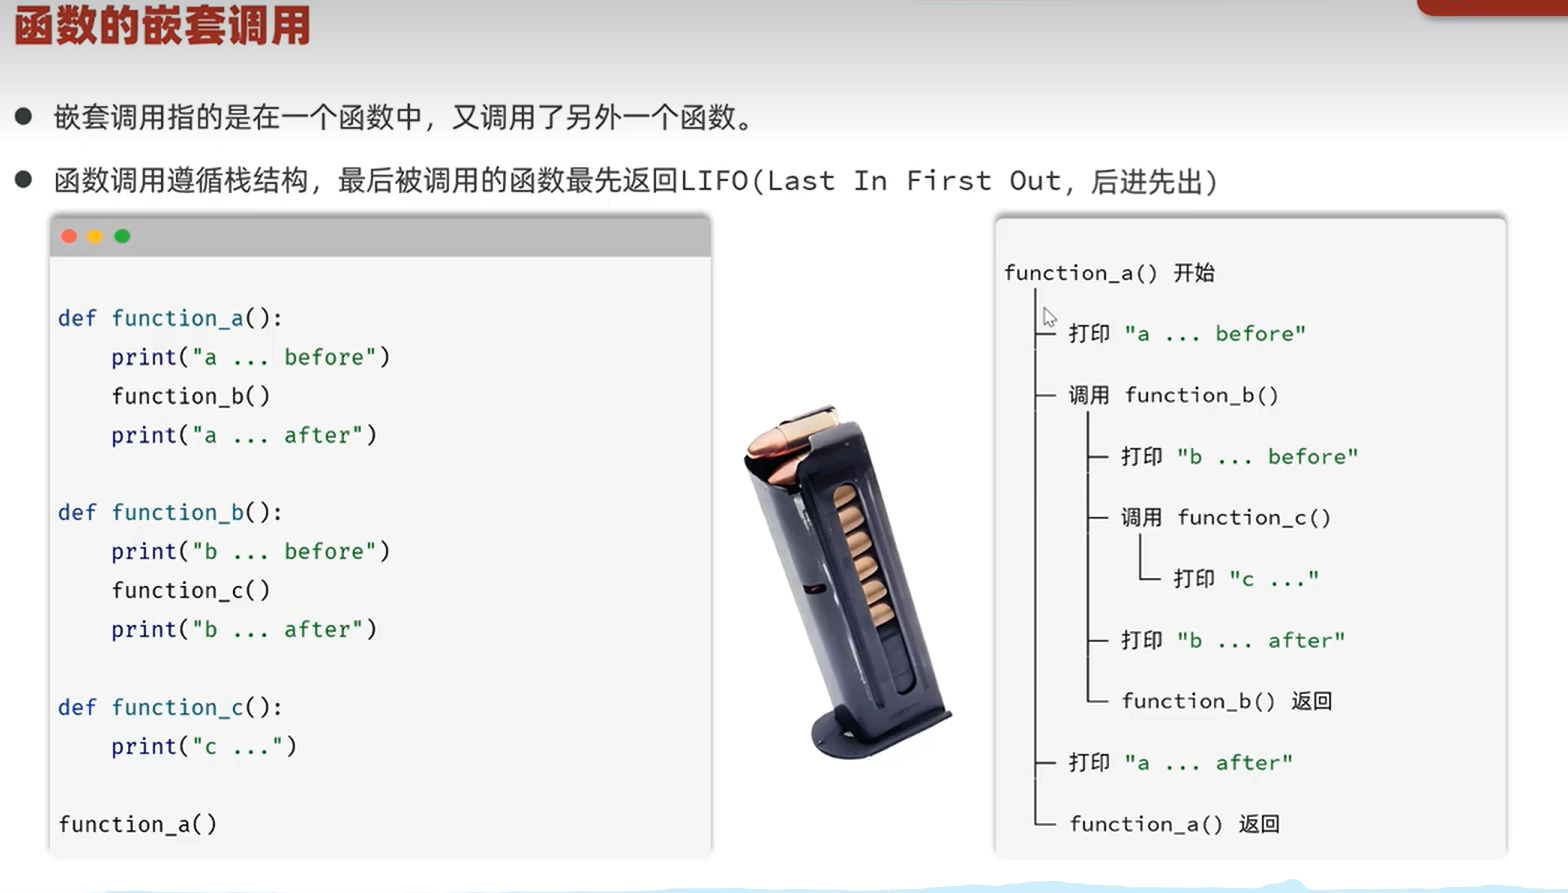 函数的嵌套调用
嵌套调用指的是在一个函数中，又调用了另外一个函数。
函数调用遵循栈结构，最后被调用的函数最先返回LIFO(Last In First Out，后进先出)
def function_a():
    print("a ... before")
    function_b()
    print("a ... after")
def function_b():
    print("b ... before")
    function_c()
    print("b ... after")
def function_c():
    print("c ...")
function_a()
function_a() 开始
打印 "a ... before"
调用 function_b()
打印 "b ... before"
调用 function_c()
打印 "c ..."
打印 "b ... after"
function_b() 返回
打印 "a ... after"
function_a() 返回